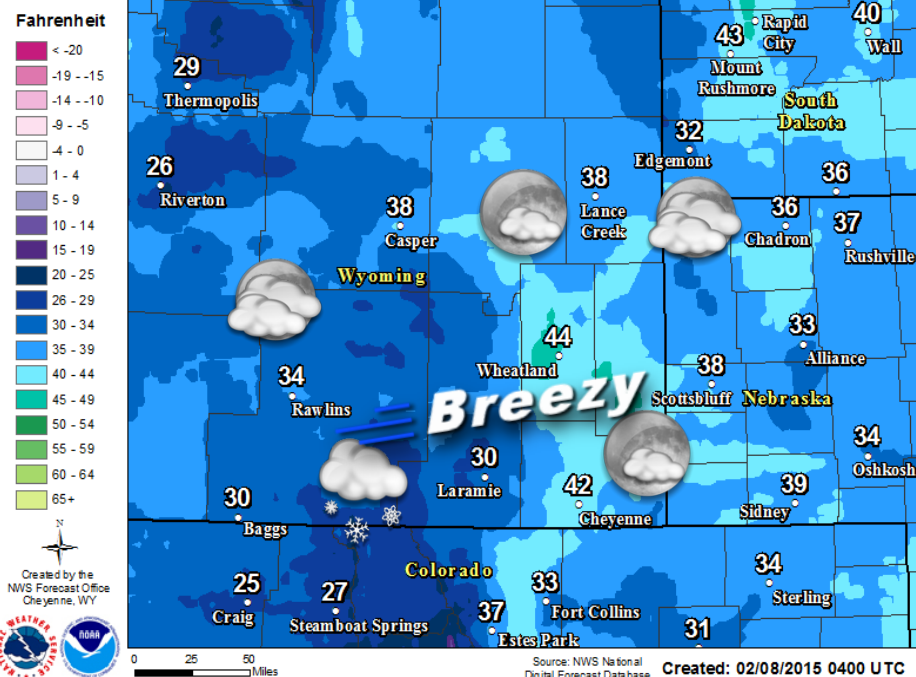 Fahrenheit
< -20
-19 - -15
-14 - -10
-9 - -5
-4 - 0
1 - 4
5 - 9
10 - 14
15 - 19
20 - 25
26 - 29
30 - 34
35 - 39
40 - 44
45 - 49
50 - 54
55 - 59
60 - 64
65+
N
Created by the
NWS Forecast Office
Cheyenne, WY
NOAA
43
Rapid
City
40
Wall
Mount
Rushmore
29
Thermopolis
South
Dakota
32
Edgemont
26
Riverton
38
Lance
Creek
36
38
Casper
36
Chadron
37
Rushville
Wyoming
44
Wheatland
33
Alliance
34
Rawlins
38
Scottsbluff
Nebraska
Breezy
30
Laramie
34
Oshkosh
30
Baggs
42
Cheyenne
39
Sidney
Colorado
25
Craig
27
Steamboat Springs
33
Fort Collins
34
Sterling
37
Estes Park
31
0 25 50
Miles
Source: NWS National
Digital Forecast Database
Created: 02/08/2015 0400 UTC